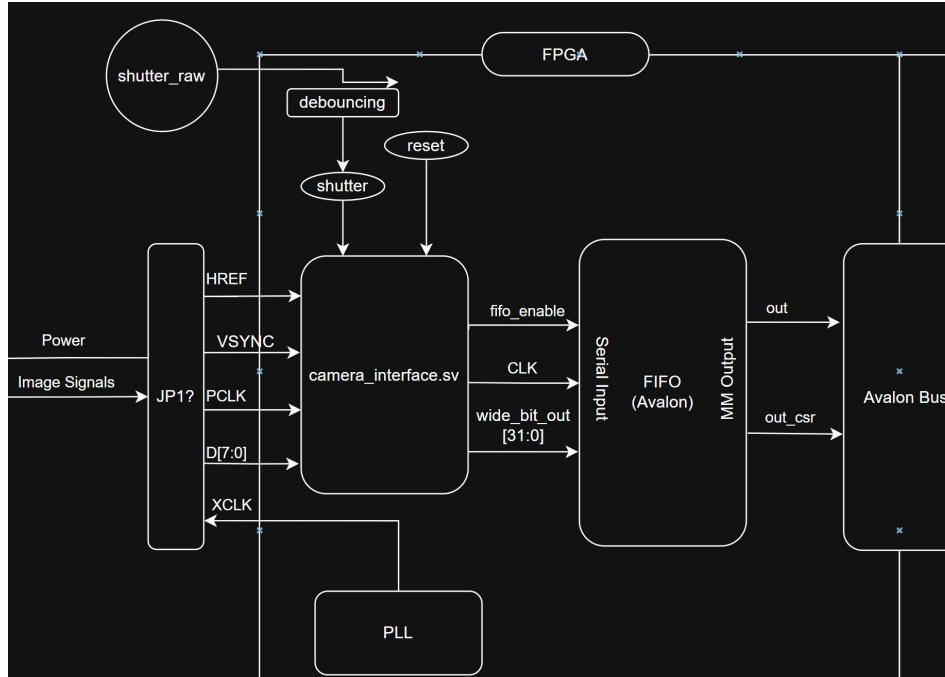 FPGA
shutter_raw
debouncing
reset
shutter
HREF
VSYNC
PCLK
D[7:0]
XCLK
Power
Image Signals
JP1?
camera_interface.sv
fifo_enable
CLK
wide_bit_out
[31:0]
Serial Input
FIFO
(Avalon)
MM Output
out
out_csr
Avalon Bus
PLL